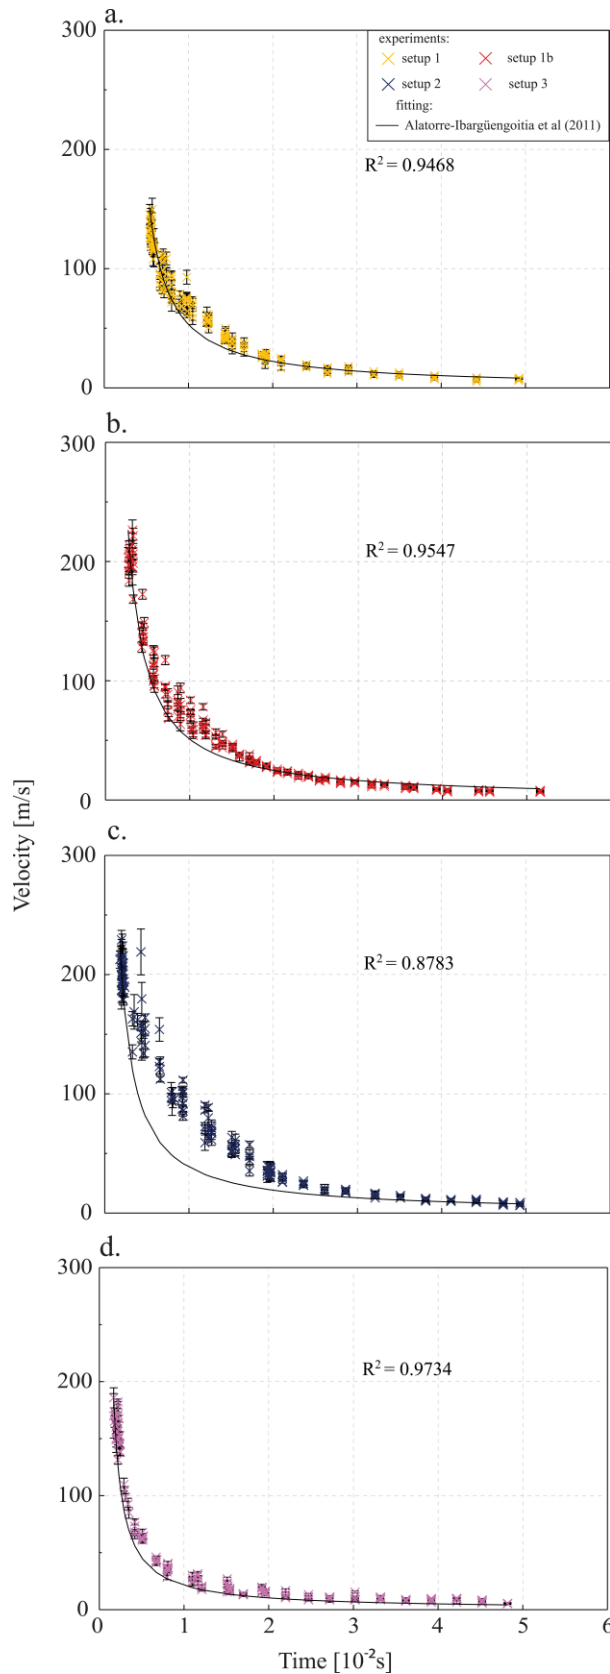 a.
300
experiments:
setup 1
setup 1b
setup 2
setup 3
fitting:
Alatorre-Ibargüengoitia et al (2011)
200
R² = 0.9468
100
0
b.
300
200
R² = 0.9547
100
0
Velocity [m/s]
c.
300
200
R² = 0.8783
100
0
d.
300
200
R² = 0.9734
100
0
0 1 2 3 4 5 6
Time [10⁻²s]